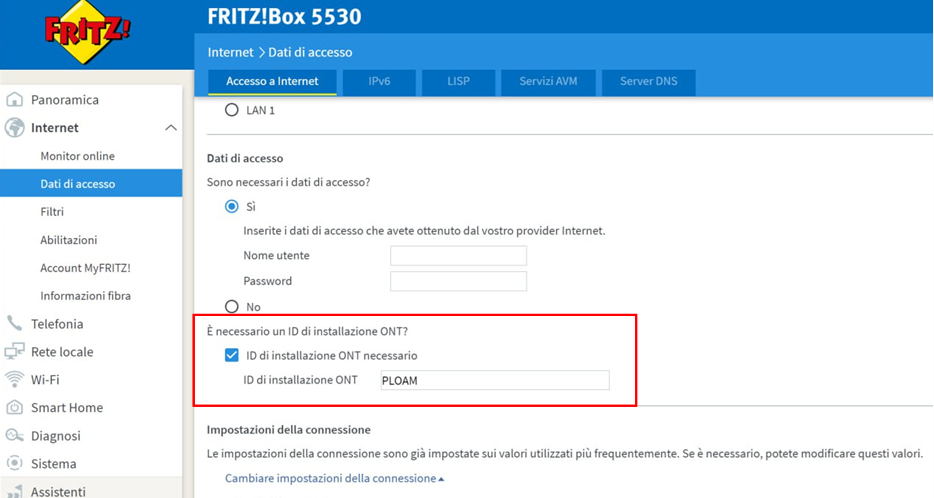 FRITZ!
FRITZ!Box 5530
Internet > Dati di accesso
Accesso a Internet
IPv6
LISP
Servizi AVM
Server DNS
Panoramica
Internet
Monitor online
Dati di accesso
Filtri
Abilitazioni
Account MyFRITZ!
Informazioni fibra
Telefonia
Rete locale
Wi-Fi
Smart Home
Diagnosi
Sistema
Assistenti
LAN 1
Dati di accesso
Sono necessari i dati di accesso?
Sì
Inserite i dati di accesso che avete ottenuto dal vostro provider Internet.
Nome utente
Password
No
È necessario un ID di installazione ONT?
ID di installazione ONT necessario
ID di installazione ONT PLOAM
Impostazioni della connessione
Le impostazioni della connessione sono già impostate sui valori utilizzati più frequentemente. Se è necessario, potete modificare questi valori.
Cambiare impostazioni della connessione